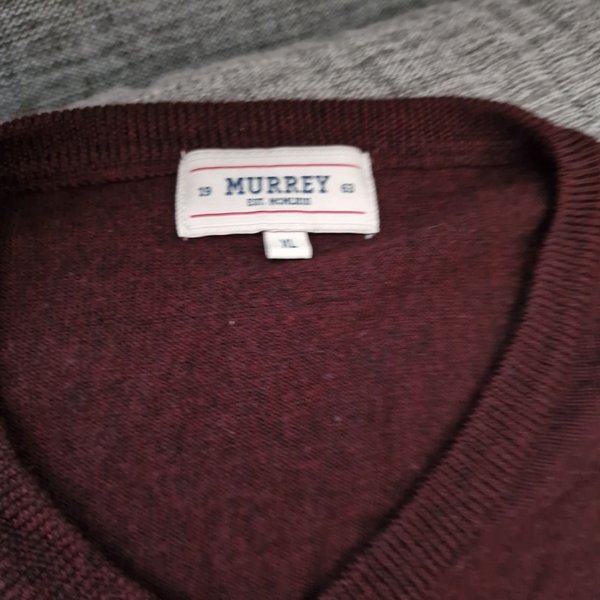 19 MURREY 63
EST. MCMLXIII
XL